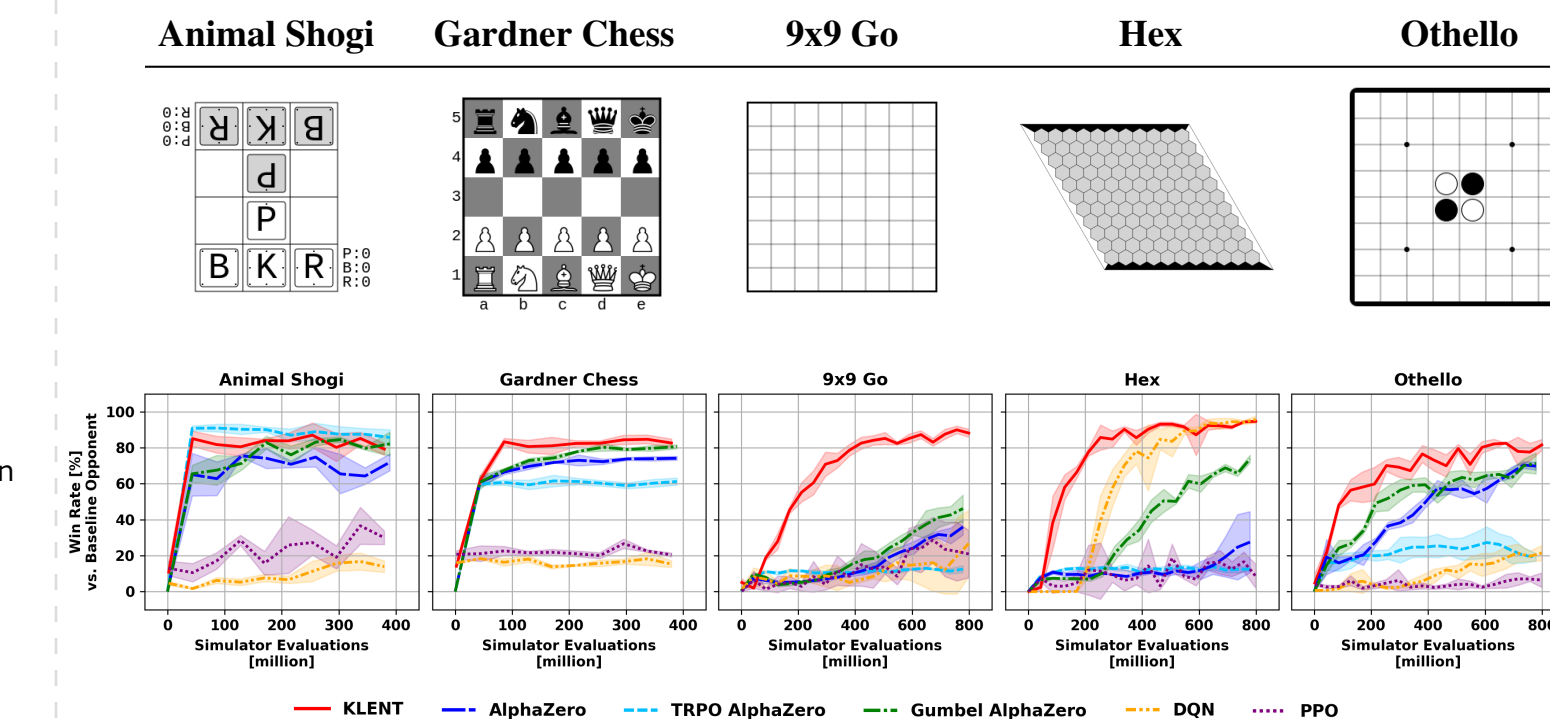 Animal Shogi Gardner Chess 9x9 Go Hex Othello
R:0
B:0
P:0
R K B
P
P
B K R
P:0
B:0
R:0
5
4
3
2
1
a b c d e
n
Animal Shogi Gardner Chess 9x9 Go Hex Othello
Win Rate [%]
vs. Baseline Opponent
100
80
60
40
20
0
0 100 200 300 400
0 100 200 300 400
0 200 400 600 800
0 200 400 600 800
0 200 400 600 800
Simulator Evaluations
[million]
Simulator Evaluations
[million]
Simulator Evaluations
[million]
Simulator Evaluations
[million]
Simulator Evaluations
[million]
KLENT AlphaZero TRPO AlphaZero Gumbel AlphaZero DQN PPO